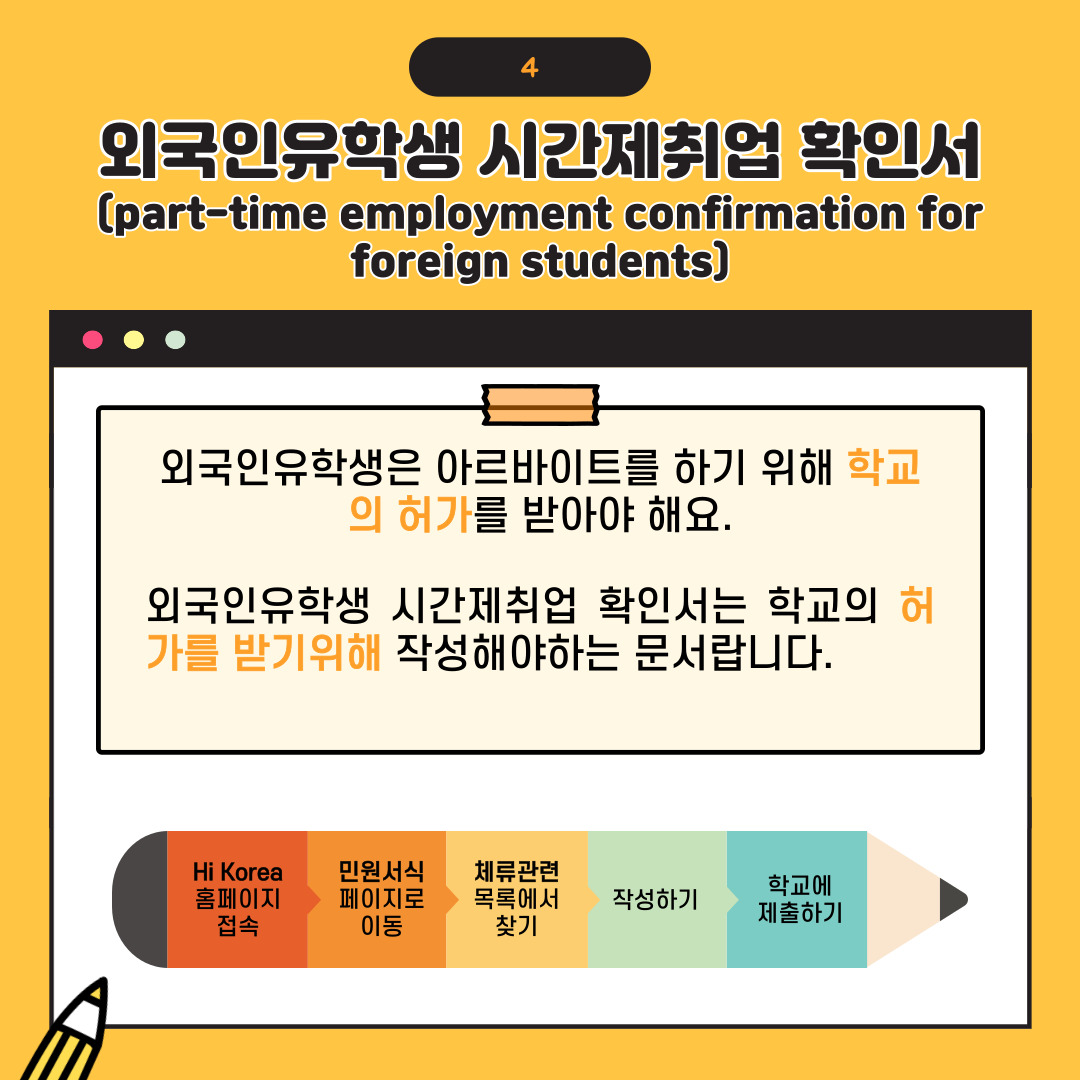 4
외국인유학생 시간제취업 확인서
(part-time employment confirmation for
foreign students)
외국인유학생은 아르바이트를 하기 위해 학교
의 허가를 받아야 해요.
외국인유학생 시간제취업 확인서는 학교의 허
가를 받기위해 작성해야하는 문서랍니다.
Hi Korea
홈페이지
접속
민원서식
페이지로
이동
체류관련
목록에서
찾기
작성하기
학교에
제출하기